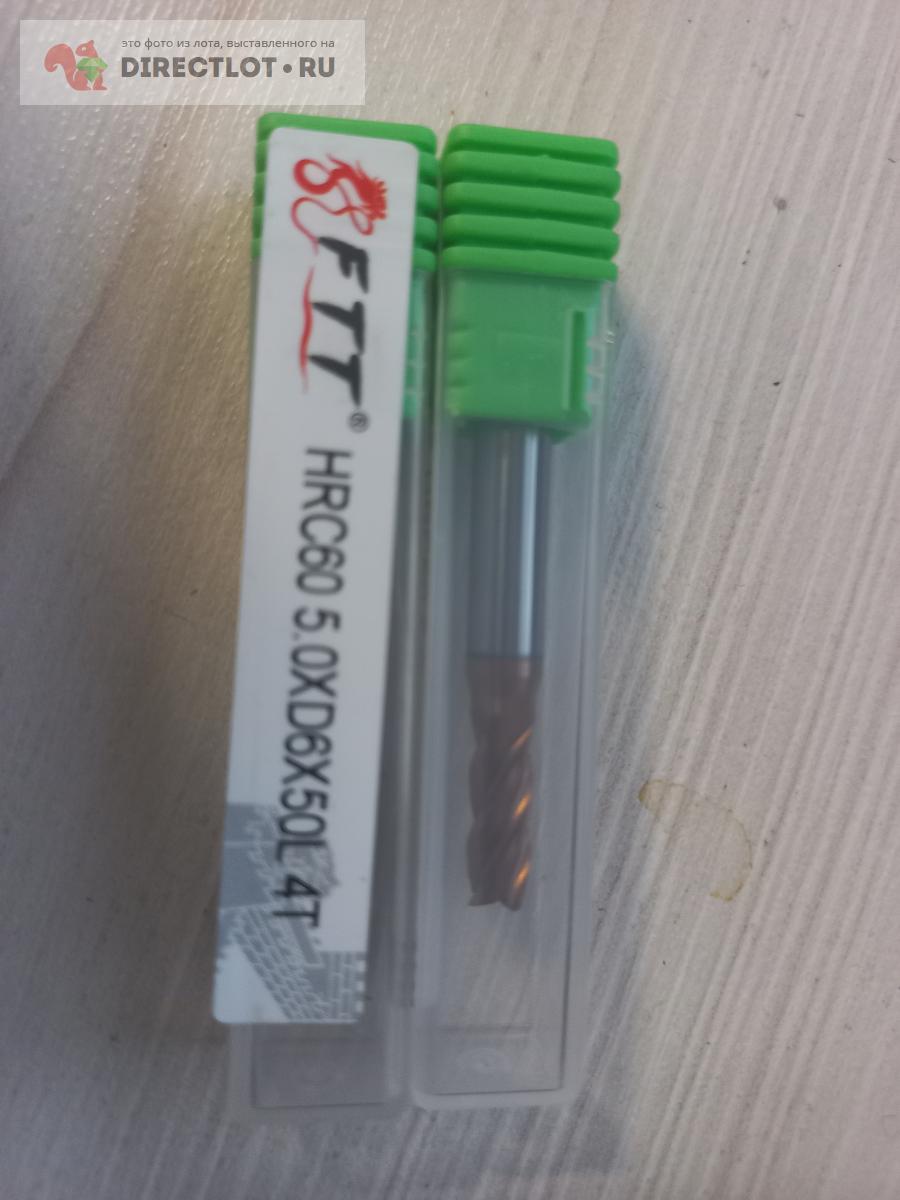 это фото из лота, выставленного на
DIRECTLOT•RU
FTT®
HRC60 5.0XD6X50L 4T